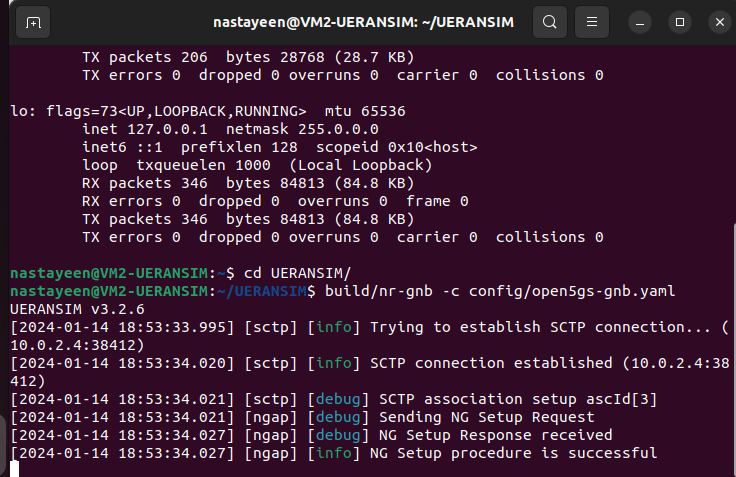 nastayeen@VM2-UERANSIM: ~/UERANSIM
TX packets 206  bytes 28768 (28.7 KB)
TX errors 0  dropped 0 overruns 0  carrier 0  collisions 0
lo: flags=73<UP,LOOPBACK,RUNNING>  mtu 65536
inet 127.0.0.1  netmask 255.0.0.0
inet6 ::1  prefixlen 128  scopeid 0x10<host>
loop  txqueuelen 1000  (Local Loopback)
RX packets 346  bytes 84813 (84.8 KB)
RX errors 0  dropped 0  overruns 0  frame 0
TX packets 346  bytes 84813 (84.8 KB)
TX errors 0  dropped 0 overruns 0  carrier 0  collisions 0
nastayeen@VM2-UERANSIM:~$ cd UERANSIM/
nastayeen@VM2-UERANSIM:~/UERANSIM$ build/nr-gnb -c config/open5gs-gnb.yaml
UERANSIM v3.2.6
[2024-01-14 18:53:33.995] [sctp] [info] Trying to establish SCTP connection... (
10.0.2.4:38412)
[2024-01-14 18:53:34.020] [sctp] [info] SCTP connection established (10.0.2.4:38
412)
[2024-01-14 18:53:34.021] [sctp] [debug] SCTP association setup ascId[3]
[2024-01-14 18:53:34.021] [ngap] [debug] Sending NG Setup Request
[2024-01-14 18:53:34.027] [ngap] [debug] NG Setup Response received
[2024-01-14 18:53:34.027] [ngap] [info] NG Setup procedure is successful